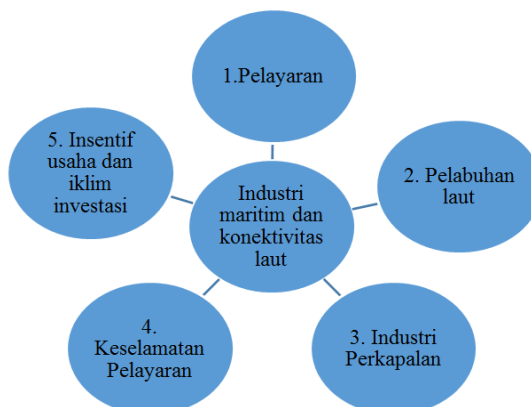 1.Pelayaran
2. Pelabuhan
laut
3. Industri
Perkapalan
4.
Keselamatan
Pelayaran
5. Insentif
usaha dan
iklim
investasi
Industri
maritim dan
konektivitas
laut